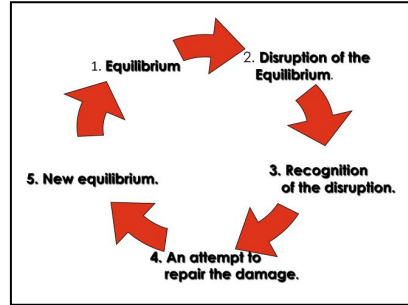 1. Equilibrium
2. Disruption of the
Equilibrium.
3. Recognition
of the disruption.
4. An attempt to
repair the damage.
5. New equilibrium.